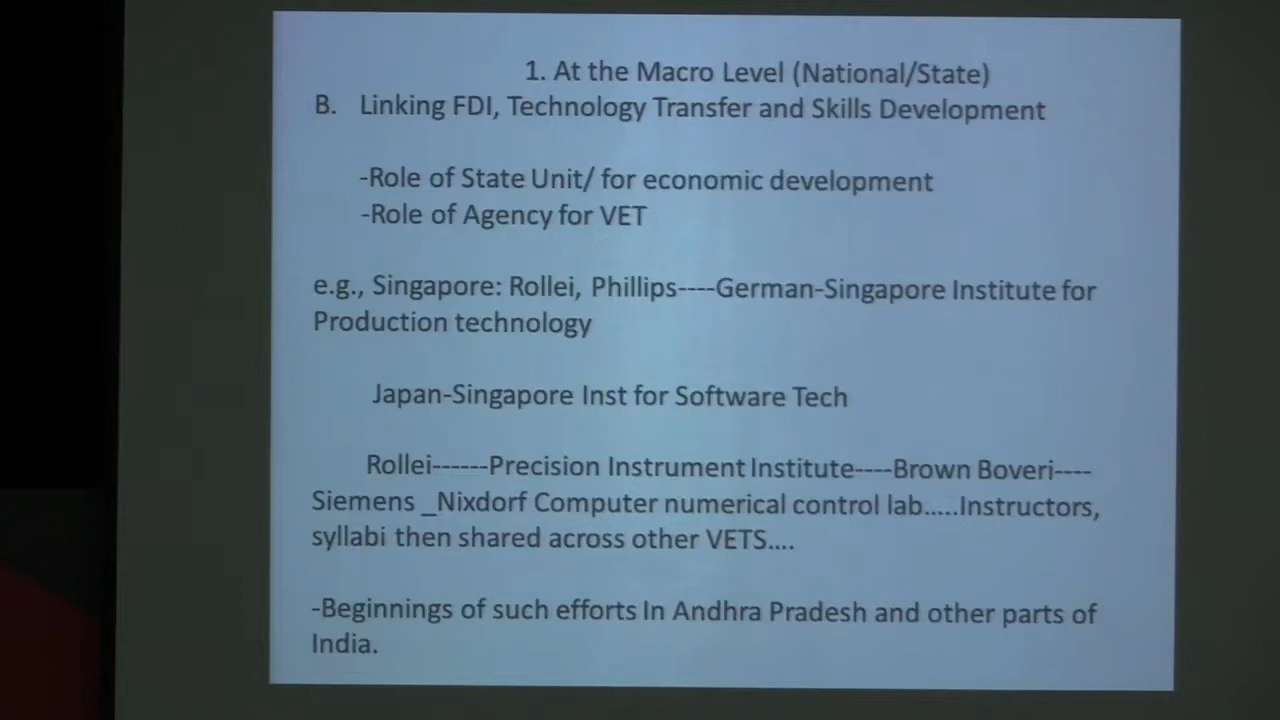 1. At the Macro Level (National/State)
B. Linking FDI, Technology Transfer and Skills Development
-Role of State Unit/ for economic development
-Role of Agency for VET
e.g., Singapore: Rollei, Phillips----German-Singapore Institute for
Production technology
Japan-Singapore Inst for Software Tech
Rollei------Precision Instrument Institute----Brown Boveri----
Siemens _Nixdorf Computer numerical control lab.....Instructors,
syllabi then shared across other VETS....
-Beginnings of such efforts In Andhra Pradesh and other parts of
India.